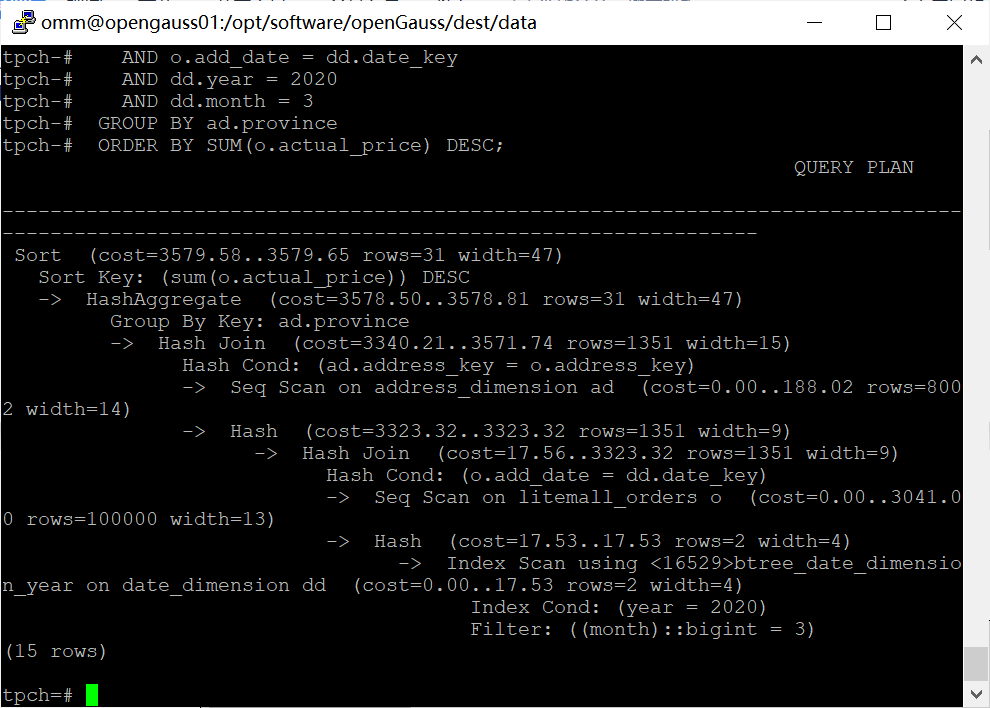 omm@opengauss01:/opt/software/openGauss/dest/data
tpch-#    AND o.add_date = dd.date_key
tpch-#    AND dd.year = 2020
tpch-#    AND dd.month = 3
tpch-#  GROUP BY ad.province
tpch-#  ORDER BY SUM(o.actual_price) DESC;
QUERY PLAN
--------------------------------------------------------------------------------
---------------------------------------------------------------
 Sort  (cost=3579.58..3579.65 rows=31 width=47)
   Sort Key: (sum(o.actual_price)) DESC
   ->  HashAggregate  (cost=3578.50..3578.81 rows=31 width=47)
         Group By Key: ad.province
         ->  Hash Join  (cost=3340.21..3571.74 rows=1351 width=15)
               Hash Cond: (ad.address_key = o.address_key)
               ->  Seq Scan on address_dimension ad  (cost=0.00..188.02 rows=800
2 width=14)
               ->  Hash  (cost=3323.32..3323.32 rows=1351 width=9)
                     ->  Hash Join  (cost=17.56..3323.32 rows=1351 width=9)
                           Hash Cond: (o.add_date = dd.date_key)
                           ->  Seq Scan on litemall_orders o  (cost=0.00..3041.0
0 rows=100000 width=13)
                           ->  Hash  (cost=17.53..17.53 rows=2 width=4)
                                 ->  Index Scan using <16529>btree_date_dimensio
n_year on date_dimension dd  (cost=0.00..17.53 rows=2 width=4)
                                       Index Cond: (year = 2020)
                                       Filter: ((month)::bigint = 3)
(15 rows)
tpch=#